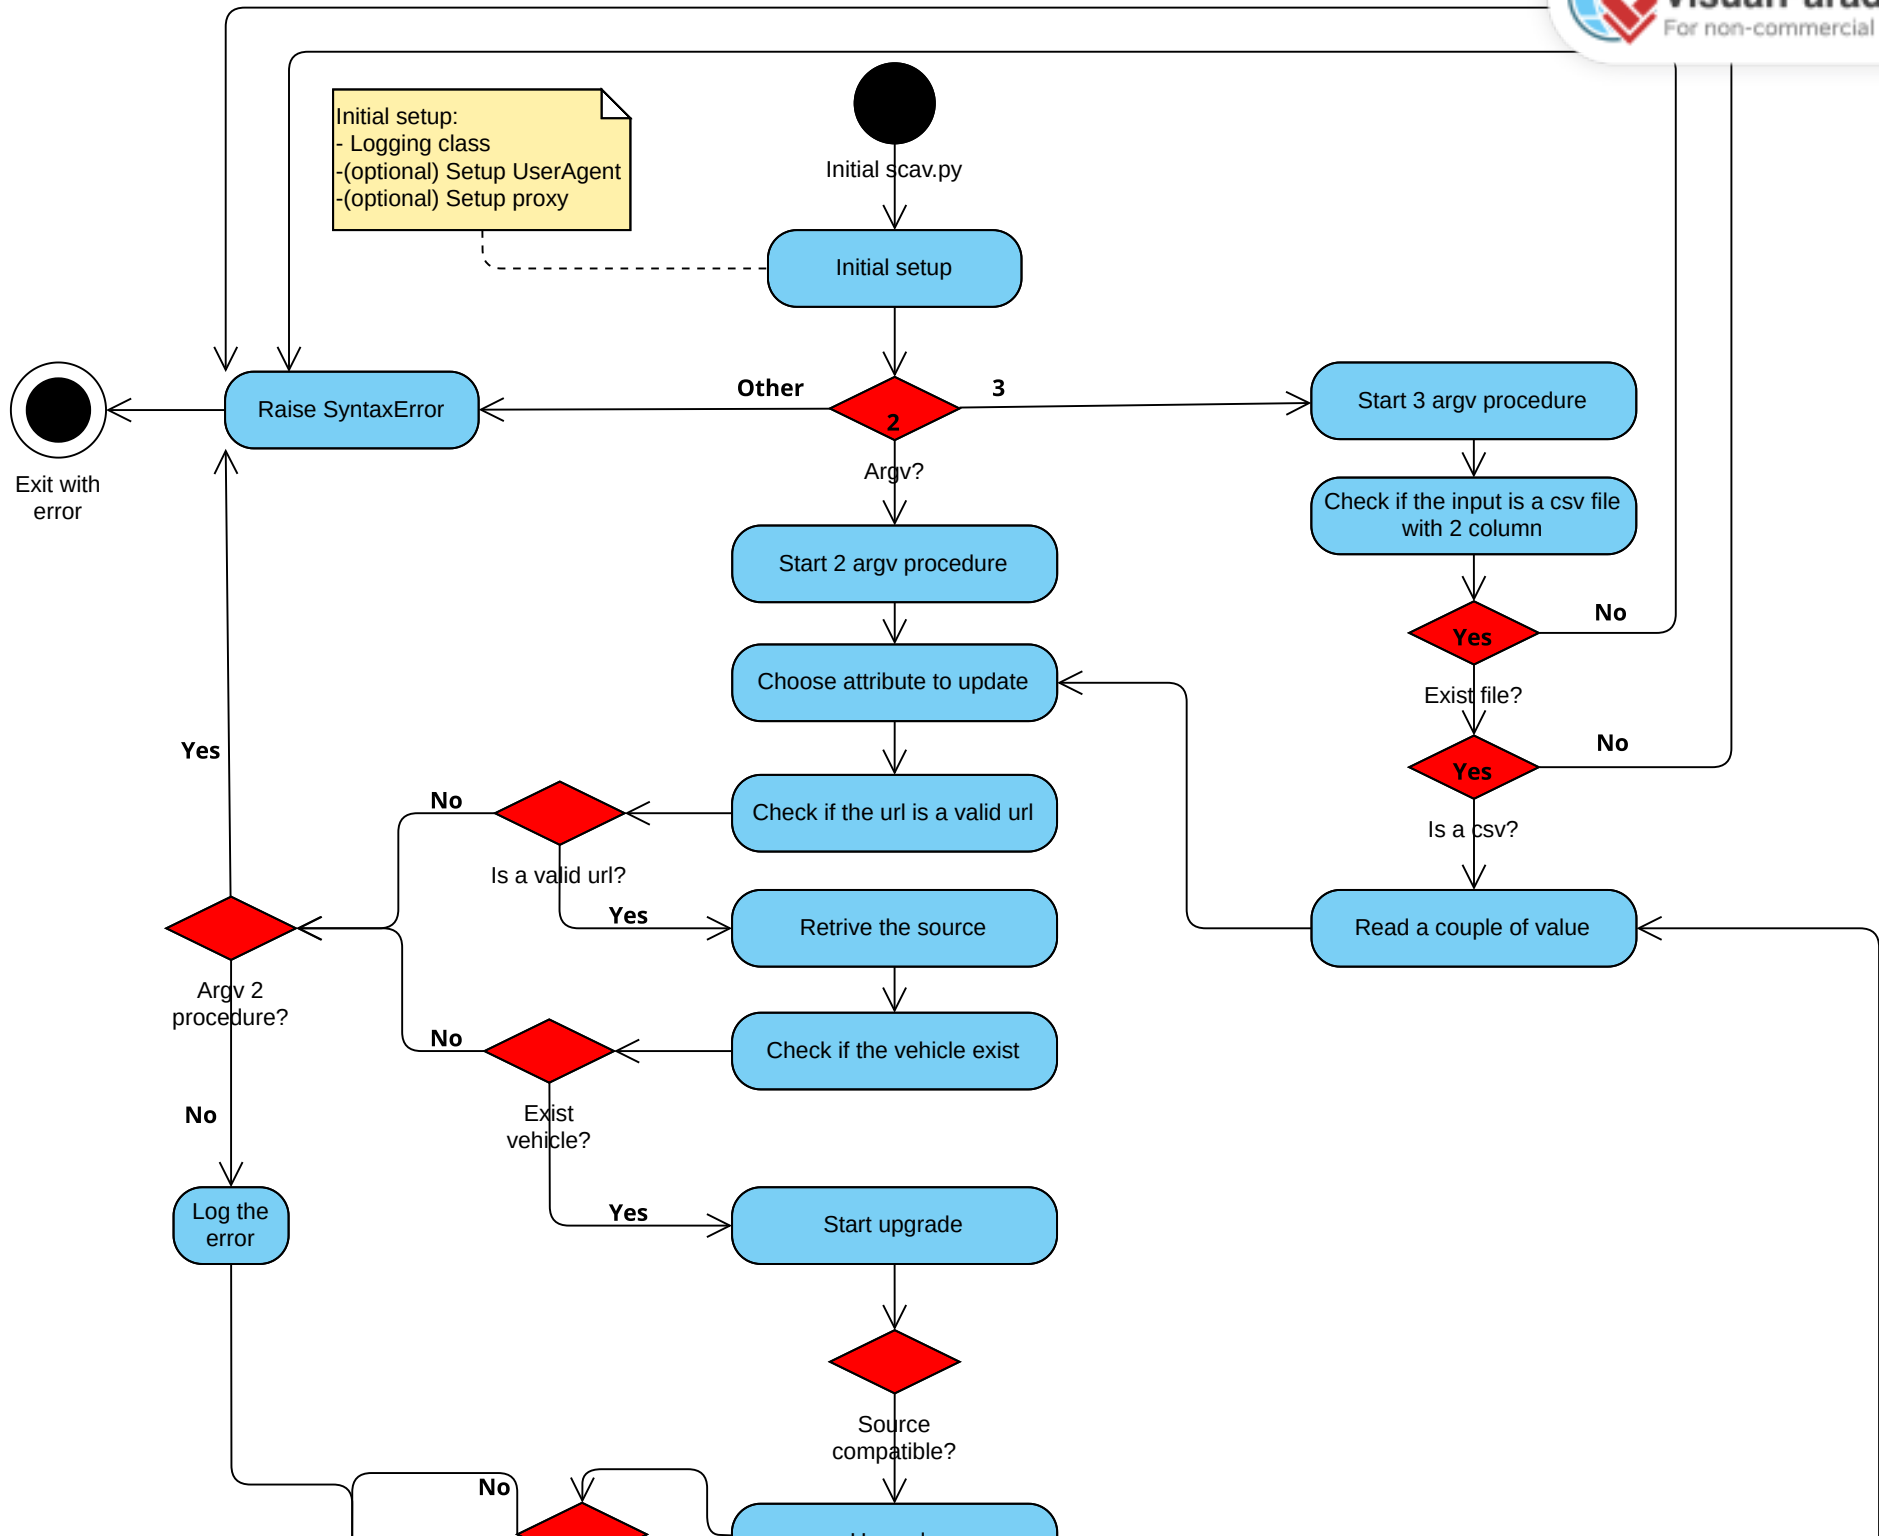 For non-commercial
Initial setup:
- Logging class
-(optional) Setup UserAgent
-(optional) Setup proxy
Initial scav.py
Initial setup
Other
3
2
Argv?
Raise SyntaxError
Exit with
error
Start 3 argv procedure
Check if the input is a csv file
with 2 column
Start 2 argv procedure
No
Yes
Exist file?
Choose attribute to update
No
Yes
Is a csv?
Yes
No
Check if the url is a valid url
Is a valid url?
Yes
Retrive the source
Read a couple of value
Argv 2
procedure?
No
Check if the vehicle exist
Exist
vehicle?
No
Log the
error
Yes
Start upgrade
Source
compatible?
No